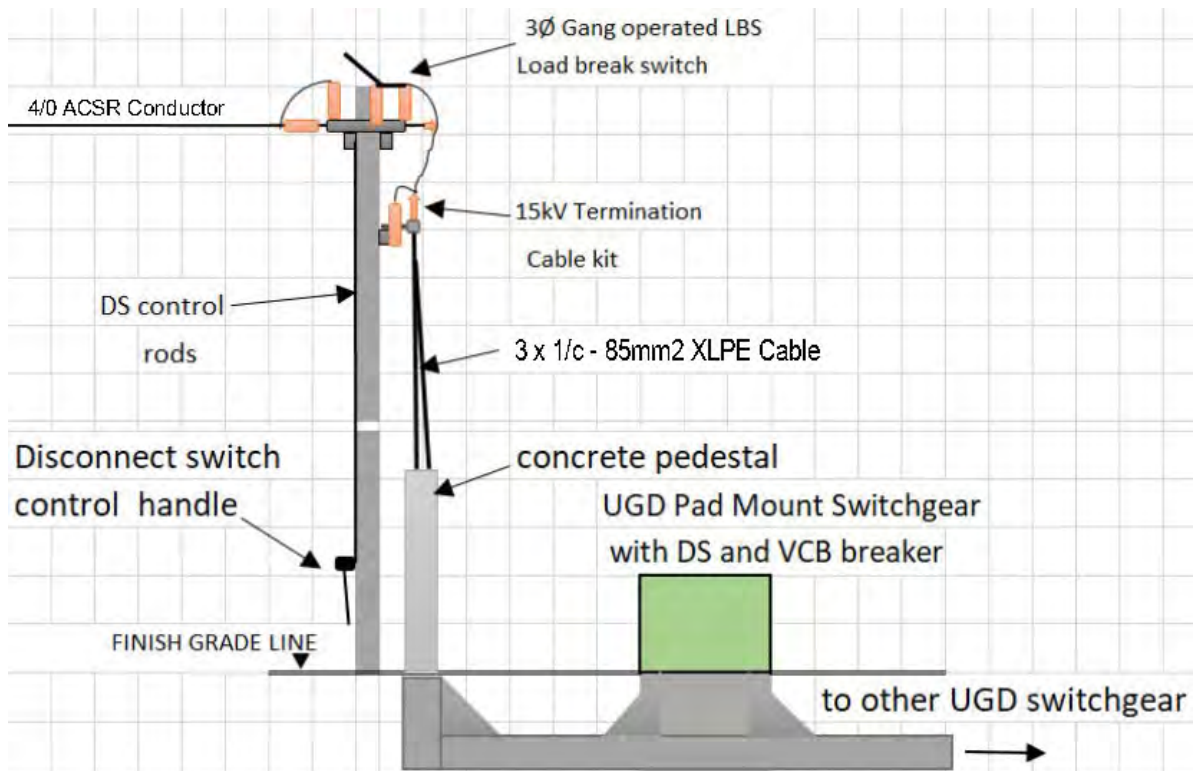 3Ø Gang operated LBS
Load break switch
4/0 ACSR Conductor
15kV Termination
Cable kit
DS control
rods
3 x 1/c - 85mm2 XLPE Cable
Disconnect switch
control handle
concrete pedestal
UGD Pad Mount Switchgear
with DS and VCB breaker
FINISH GRADE LINE
to other UGD switchgear